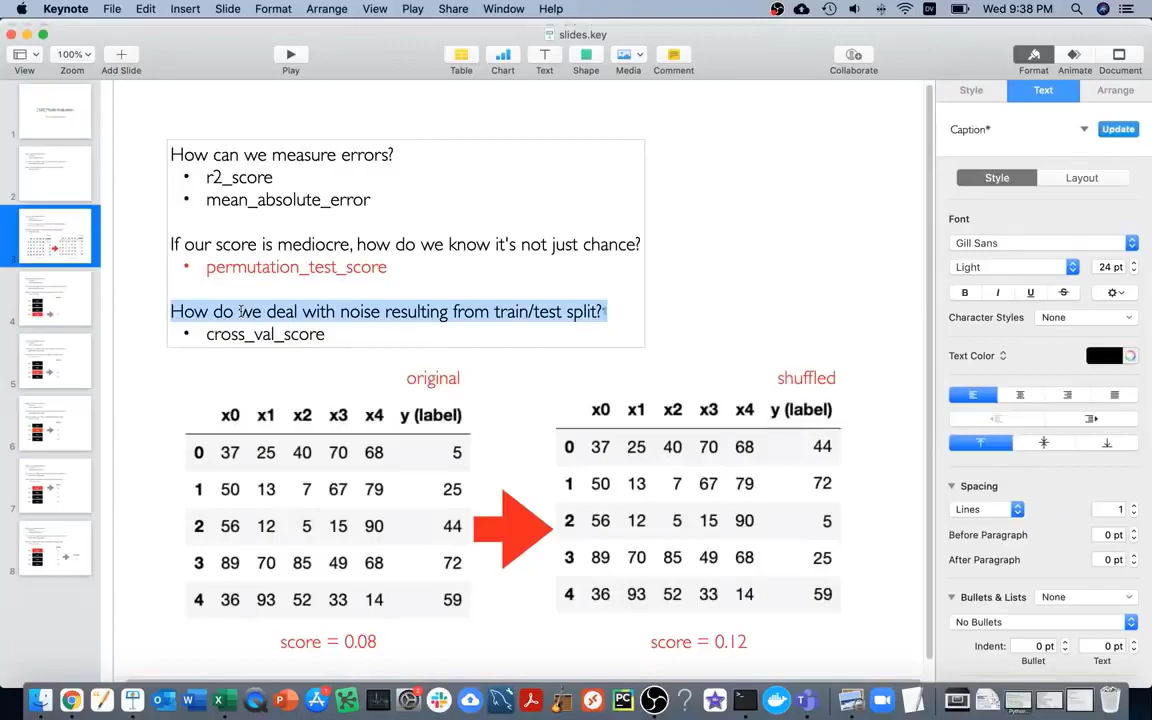 Keynote File Edit Insert Slide Format Arrange View Play Share Window Help Wed 9:38 PM
slides.key
View 100% Zoom Add Slide Play Table Chart Text Shape Media Comment Collaborate Format Animate Document
1
2
3
4
5
6
7
8
How can we measure errors?
• r2_score
• mean_absolute_error
If our score is mediocre, how do we know it's not just chance?
• permutation_test_score
How do we deal with noise resulting from train/test split?
• cross_val_score
original
x0 x1 x2 x3 x4 y (label)
0 37 25 40 70 68 5
1 50 13 7 67 79 25
2 56 12 5 15 90 44
3 89 70 85 49 68 72
4 36 93 52 33 14 59
score = 0.08
shuffled
x0 x1 x2 x3 x4 y (label)
0 37 25 40 70 68 44
1 50 13 7 67 79 72
2 56 12 5 15 90 5
3 89 70 85 49 68 25
4 36 93 52 33 14 59
score = 0.12
Style Text Arrange
Caption* Update
Style Layout
Font
Gill Sans
Light 24 pt
B I U S
Character Styles None
Text Color
Spacing
Lines 1
Before Paragraph 0 pt
After Paragraph 0 pt
Bullets & Lists None
No Bullets
Indent: 0 pt 0 pt
Bullet Text